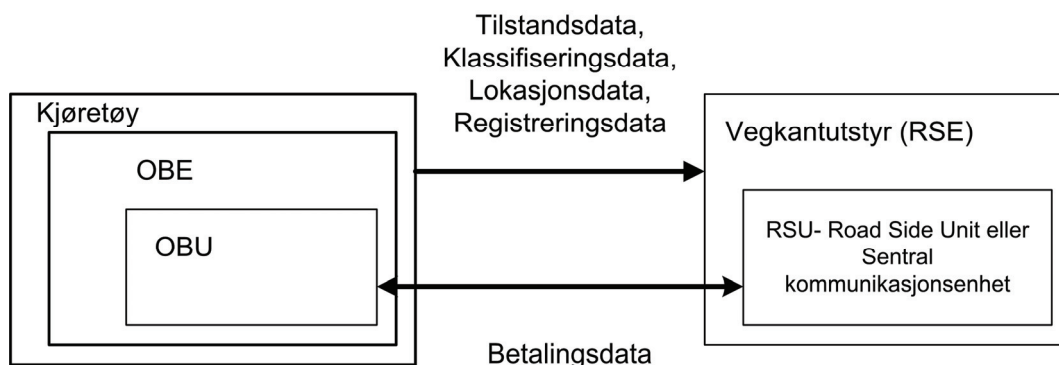 Tilstandsdata,
Klassifiseringsdata,
Lokasjonsdata,
Registreringsdata
Kjøretøy
OBE
OBU
Vegkantutstyr (RSE)
RSU- Road Side Unit eller
Sentral
kommunikasjonsenhet
Betalingsdata